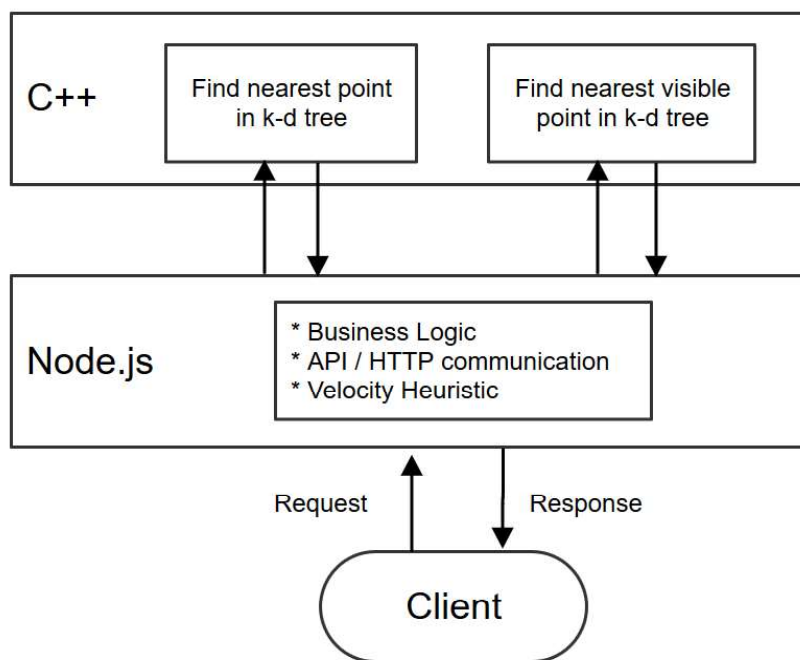 C++
Find nearest point
in k-d tree
Find nearest visible
point in k-d tree
Node.js
* Business Logic
* API / HTTP communication
* Velocity Heuristic
Request
Response
Client